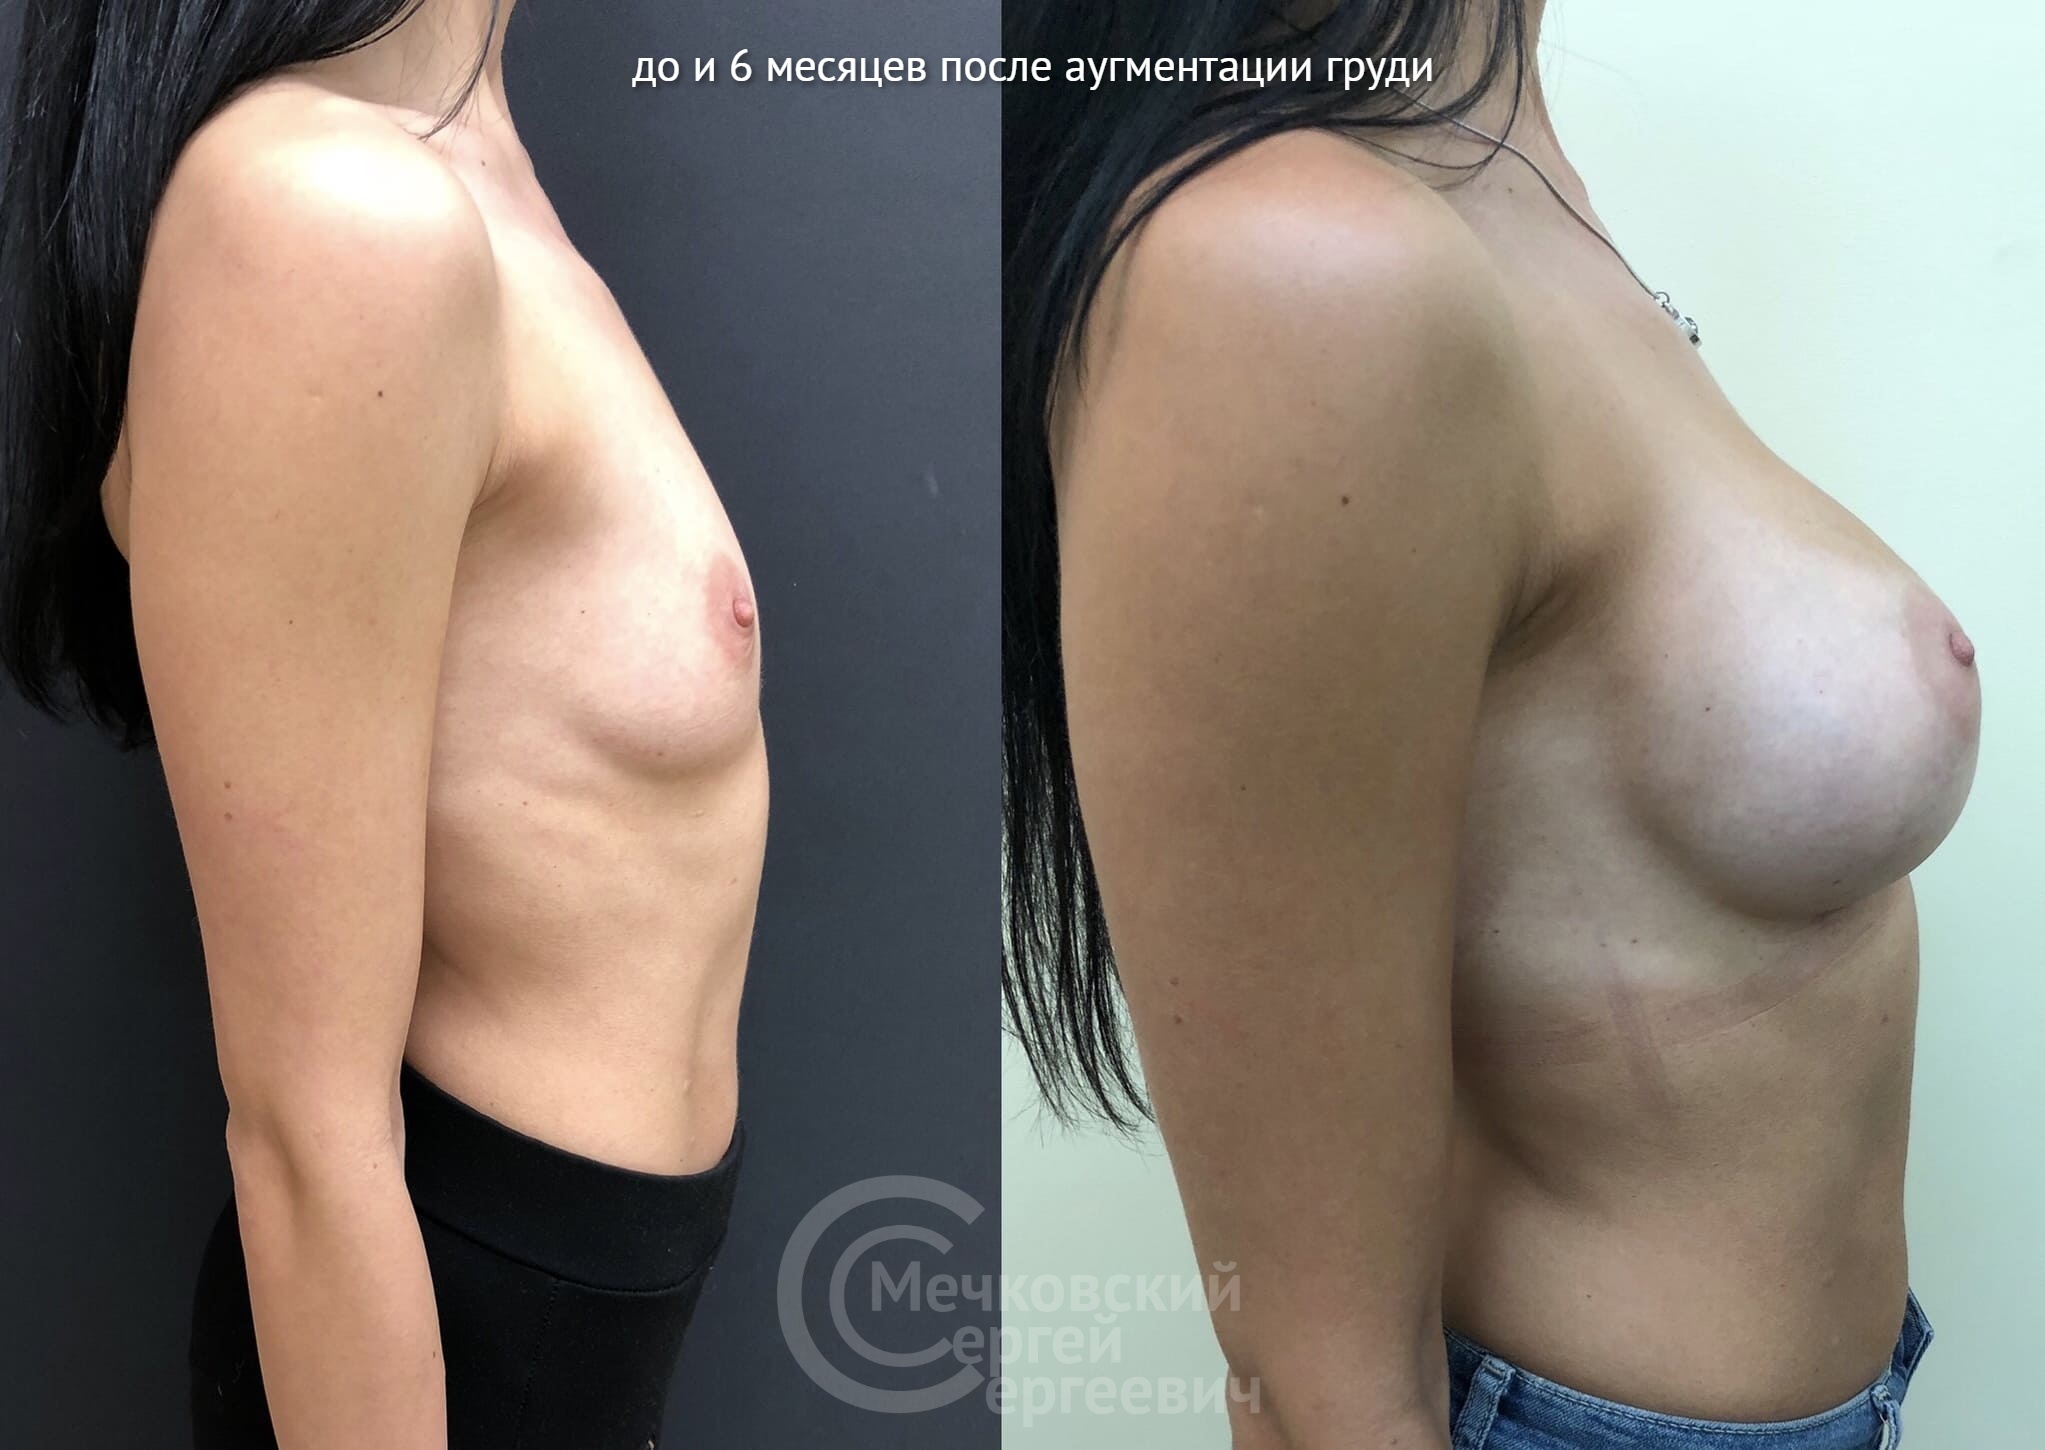 до и 6 месяцев после аугментации груди
Мечковский
Сергей
Сергеевич